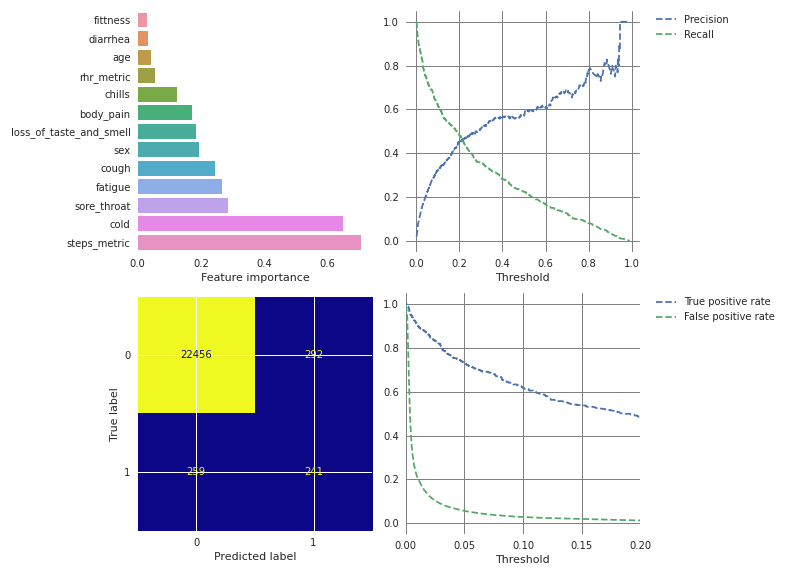 fittness
diarrhea
age
rhr_metric
chills
body_pain
loss_of_taste_and_smell
sex
cough
fatigue
sore_throat
cold
steps_metric
0.0 0.2 0.4 0.6
Feature importance
1.0
0.8
0.6
0.4
0.2
0.0
0.0 0.2 0.4 0.6 0.8 1.0
Threshold
Precision
Recall
True label
0
1
22456 292
259 241
0 1
Predicted label
1.0
0.8
0.6
0.4
0.2
0.0
0.00 0.05 0.10 0.15 0.20
Threshold
True positive rate
False positive rate